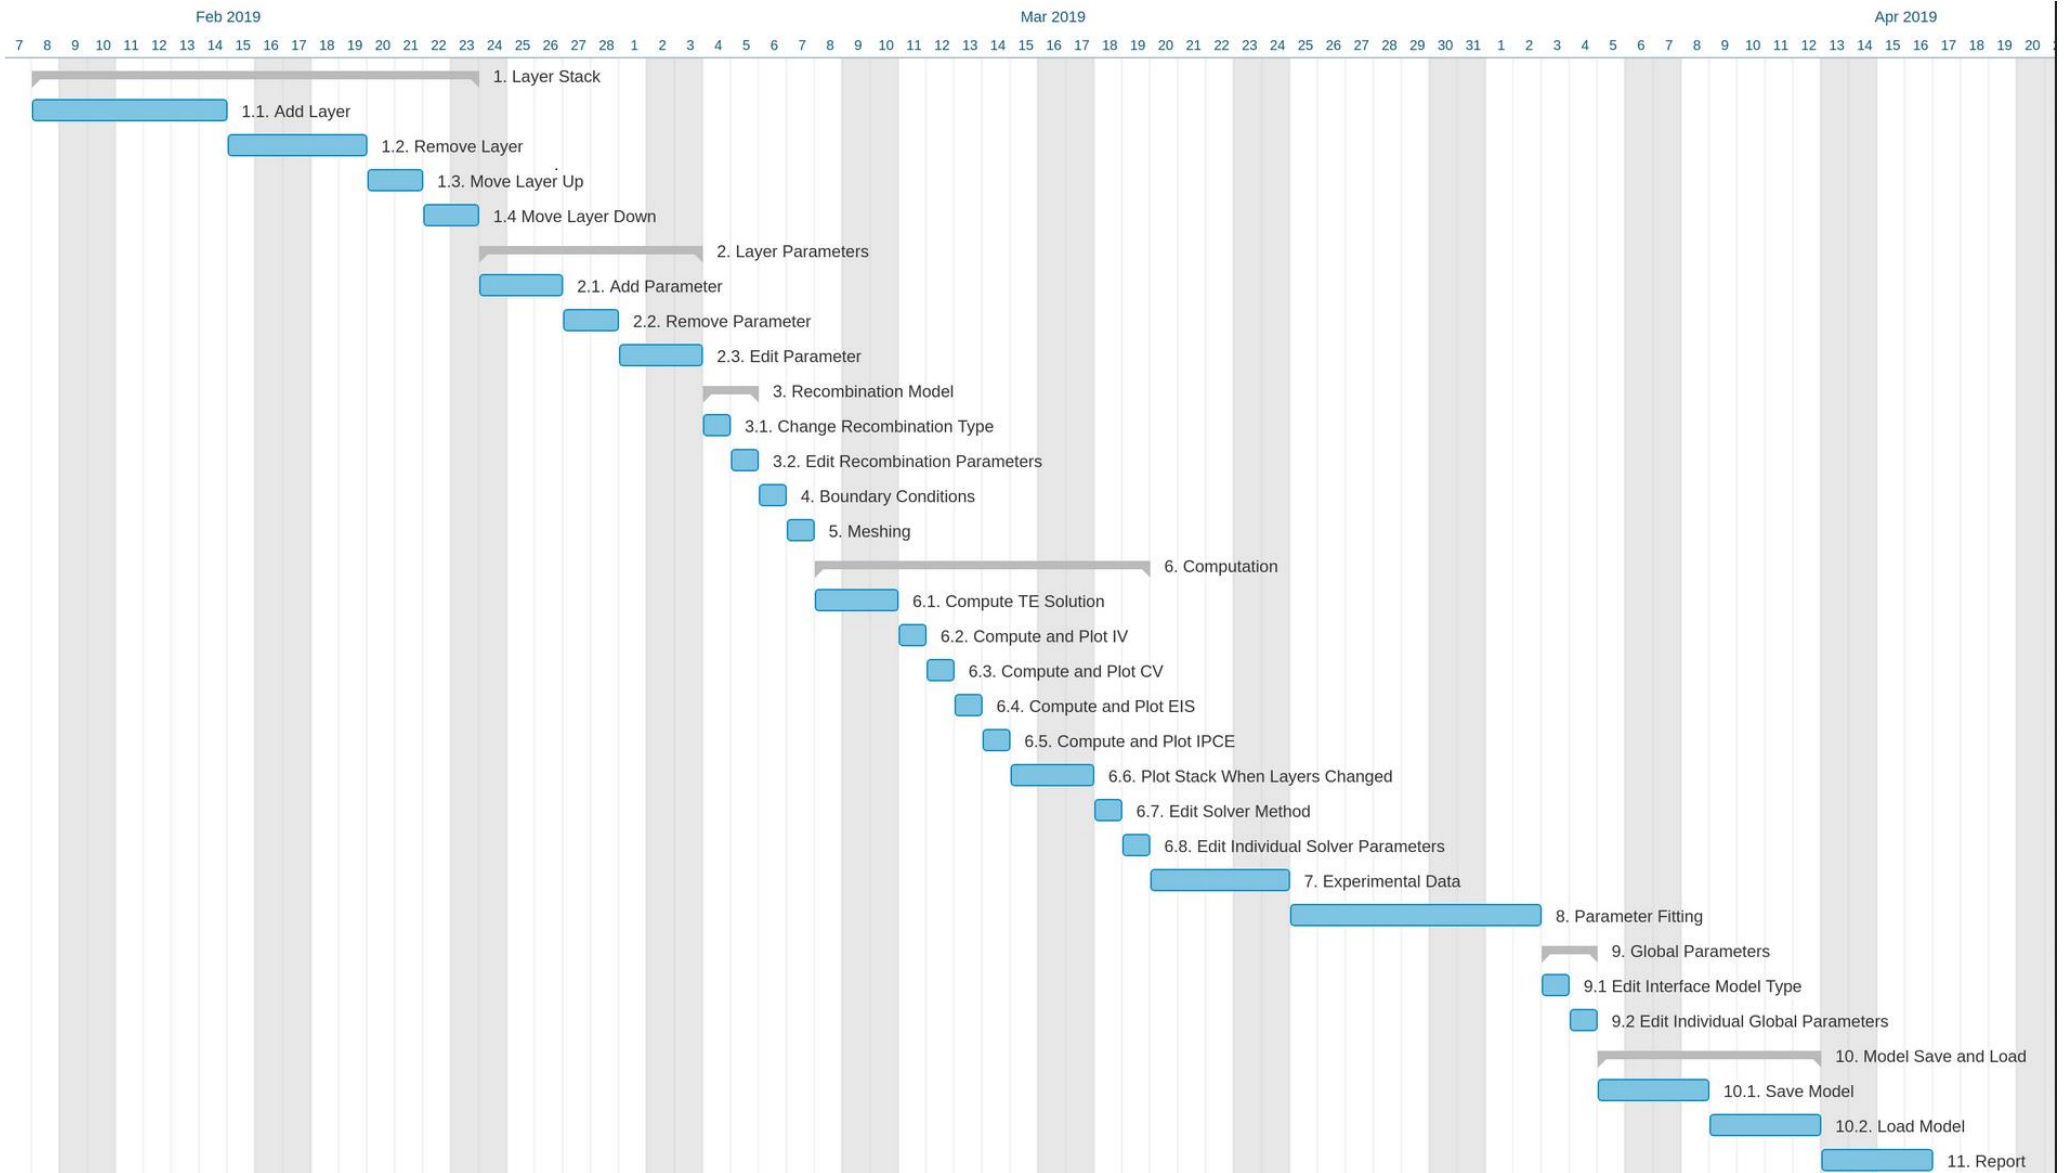 Feb 2019 Mar 2019 Apr 2019
7 8 9 10 11 12 13 14 15 16 17 18 19 20 21 22 23 24 25 26 27 28 1 2 3 4 5 6 7 8 9 10 11 12 13 14 15 16 17 18 19 20 21 22 23 24 25 26 27 28 29 30 31 1 2 3 4 5 6 7 8 9 10 11 12 13 14 15 16 17 18 19 20
1. Layer Stack
1.1. Add Layer
1.2. Remove Layer
1.3. Move Layer Up
1.4 Move Layer Down
2. Layer Parameters
2.1. Add Parameter
2.2. Remove Parameter
2.3. Edit Parameter
3. Recombination Model
3.1. Change Recombination Type
3.2. Edit Recombination Parameters
4. Boundary Conditions
5. Meshing
6. Computation
6.1. Compute TE Solution
6.2. Compute and Plot IV
6.3. Compute and Plot CV
6.4. Compute and Plot EIS
6.5. Compute and Plot IPCE
6.6. Plot Stack When Layers Changed
6.7. Edit Solver Method
6.8. Edit Individual Solver Parameters
7. Experimental Data
8. Parameter Fitting
9. Global Parameters
9.1 Edit Interface Model Type
9.2 Edit Individual Global Parameters
10. Model Save and Load
10.1. Save Model
10.2. Load Model
11. Report